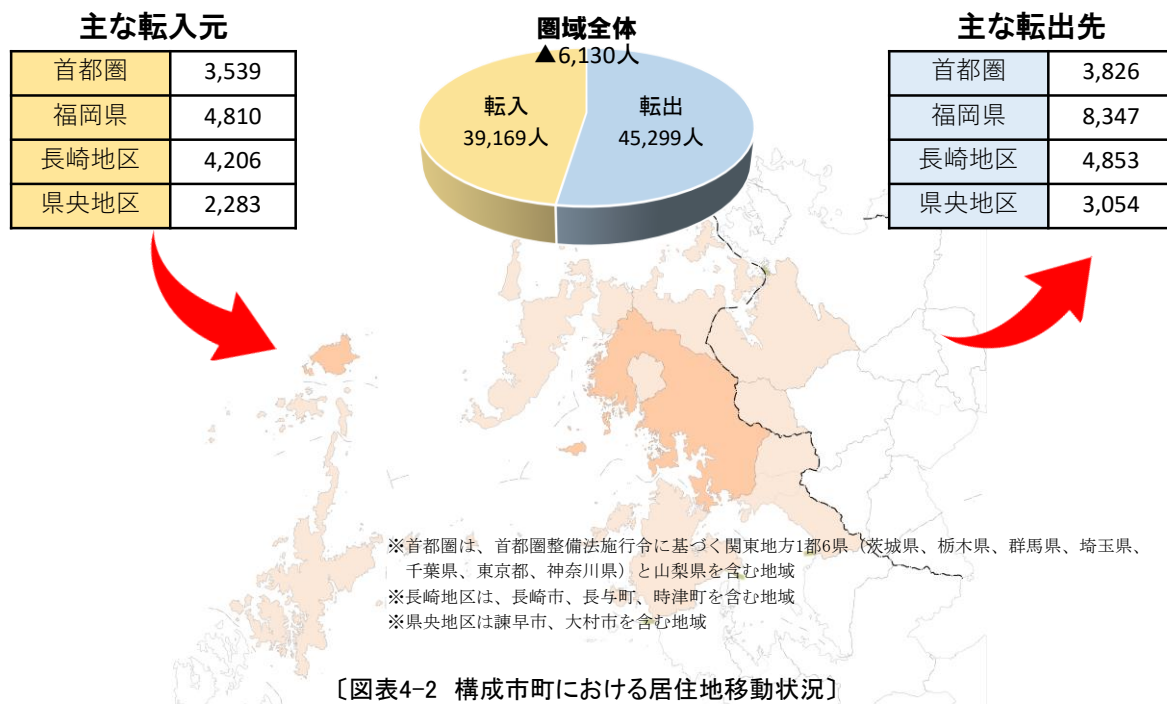 主な転入元
首都圏 3,539
福岡県 4,810
長崎地区 4,206
県央地区 2,283
圏域全体
▲6,130人
転入
39,169人
転出
45,299人
主な転出先
首都圏 3,826
福岡県 8,347
長崎地区 4,853
県央地区 3,054
※首都圏は、首都圏整備法施行令に基づく関東地方1都6県（茨城県、栃木県、群馬県、埼玉県、
千葉県、東京都、神奈川県）と山梨県を含む地域
※長崎地区は、長崎市、長与町、時津町を含む地域
※県央地区は諫早市、大村市を含む地域
〔図表4-2 構成市町における居住地移動状況〕